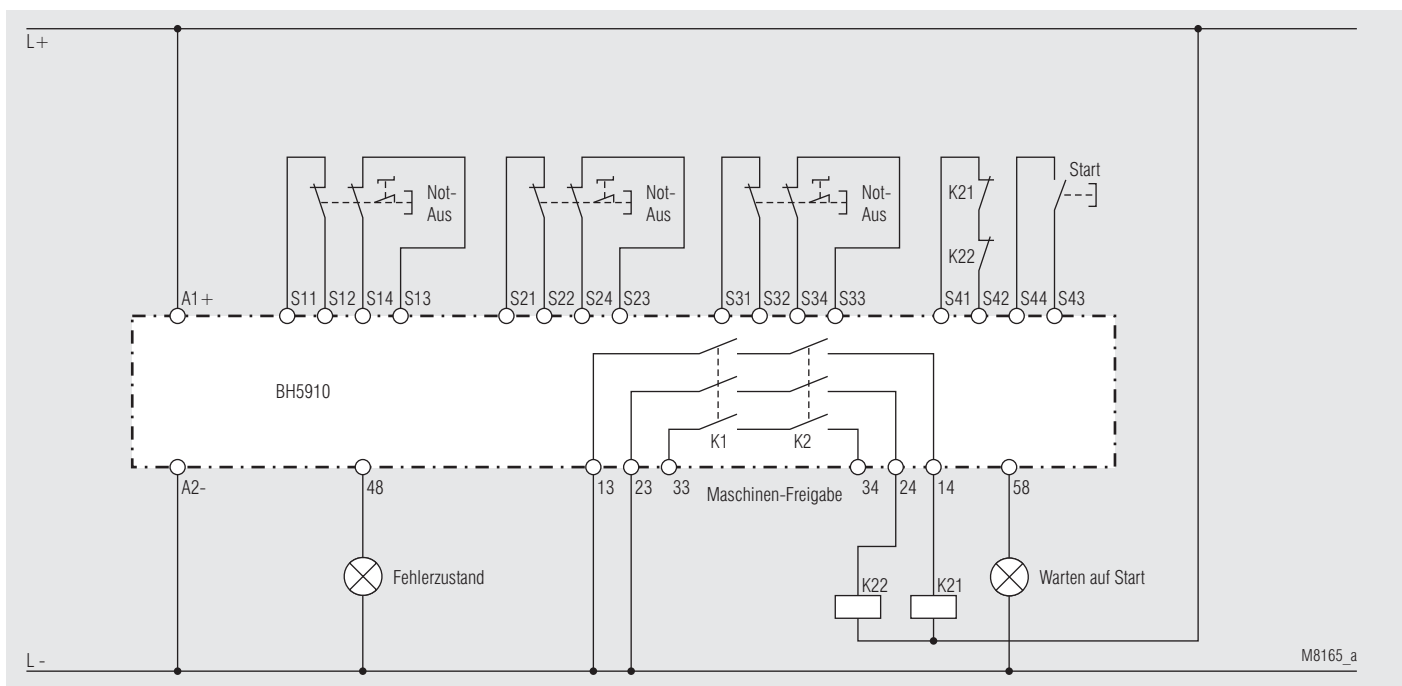 L+
Not-
Aus
Not-
Aus
Not-
Aus
K21
K22
Start
A1+
S11
S12
S14
S13
S21
S22
S24
S23
S31
S32
S34
S33
S41
S42
S44
S43
BH5910
K1
K2
A2-
48
13
23
33
Maschinen-Freigabe
34
24
14
58
Fehlerzustand
K22
K21
Warten auf Start
L -
M8165_a